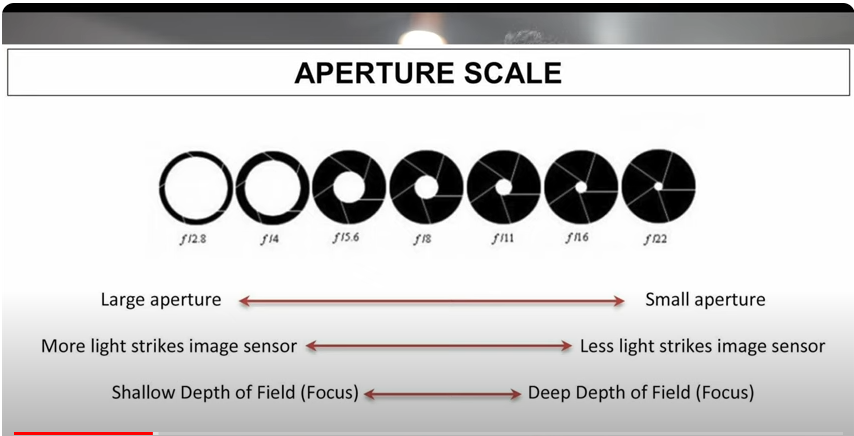 APERTURE SCALE
f/2.8 f/4 f/5.6 f/8 f/11 f/16 f/22
Large aperture Small aperture
More light strikes image sensor Less light strikes image sensor
Shallow Depth of Field (Focus) Deep Depth of Field (Focus)